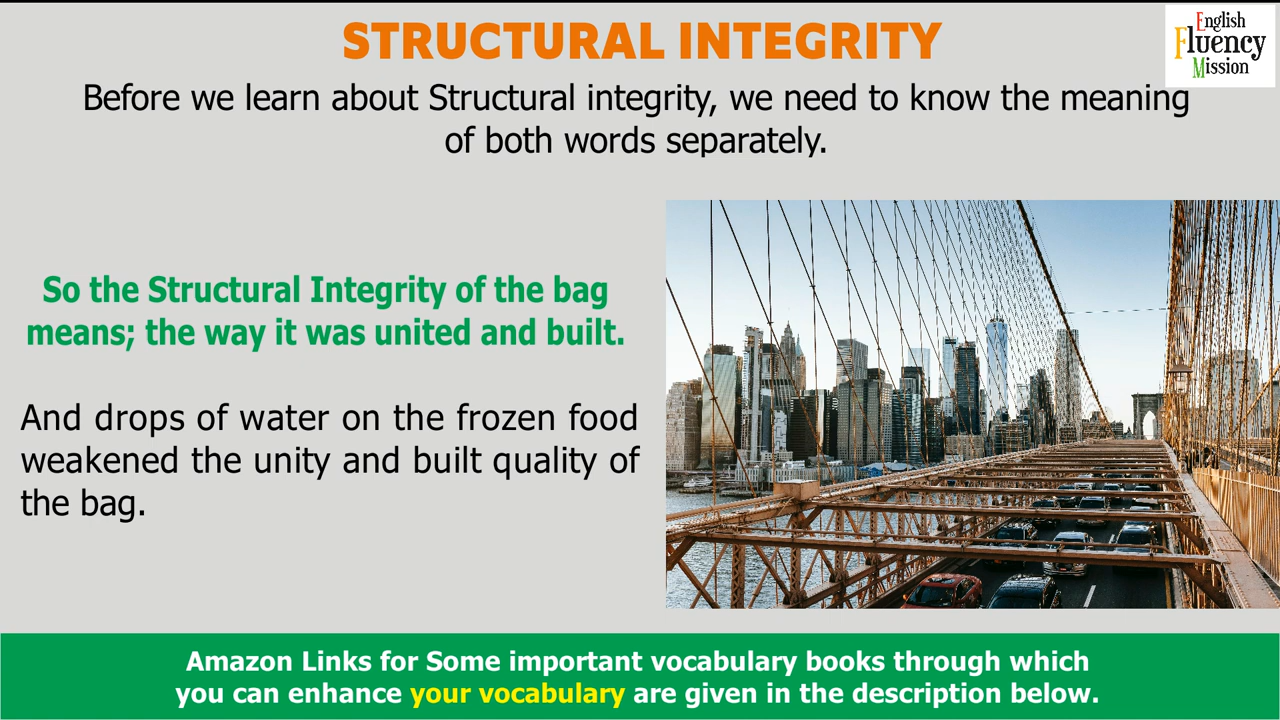 STRUCTURAL INTEGRITY
English
Fluency
Mission
Before we learn about Structural integrity, we need to know the meaning
of both words separately.
So the Structural Integrity of the bag
means; the way it was united and built.
And drops of water on the frozen food
weakened the unity and built quality of
the bag.
Amazon Links for Some important vocabulary books through which
you can enhance your vocabulary are given in the description below.